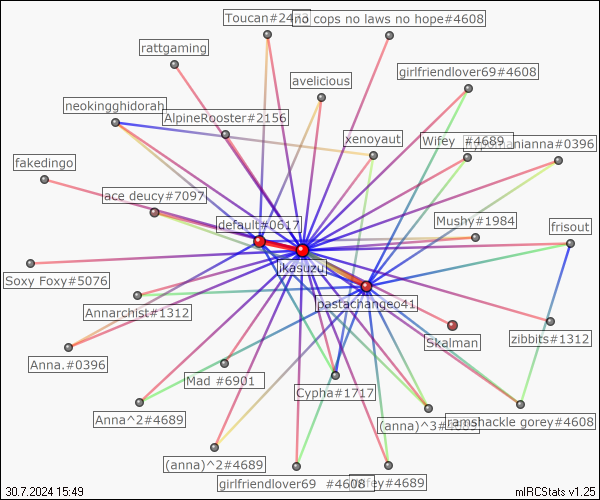 Toucan#24
no cops no laws no hope#4608
rattgaming
girlfriendlover69#4608
avelicious
neokingghidorah
AlpineRooster#2156
xenoyaut
Wifey #4689
anianna#0396
fakedingo
ace deucy#7097
default#0617
Mushy#1984
frisout
jikasuzu
Soxy Foxy#5076
pastachangeo41
Annarchist#1312
Skalman
zibbits#1312
Anna.#0396
Mad #6901
Cypha#1717
Anna^2#4689
(anna)^3#4689
ramshackle gorey#4608
(anna)^2#4689
girlfriendlover69 #4608
fey#4689
30.7.2024 15:49
mIRCStats v1.25